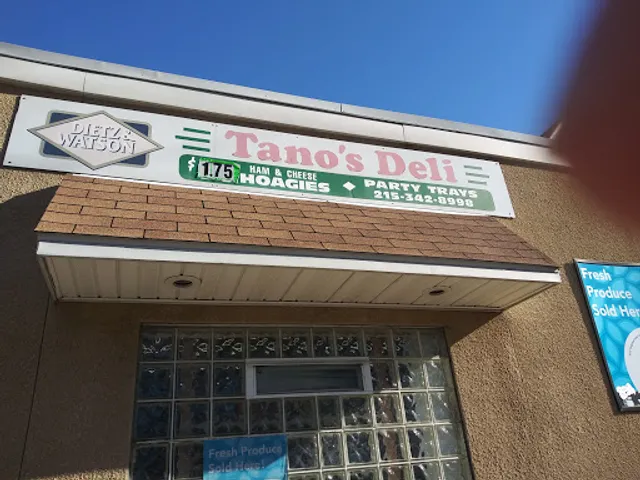 DIETZ &
WATSON
Tano's Deli
$1.75 HAM & CHEESE
HOAGIES ◆ PARTY TRAYS
215-342-8998
Fresh
Produce
Sold Here
Fresh Produce
Sold Here!